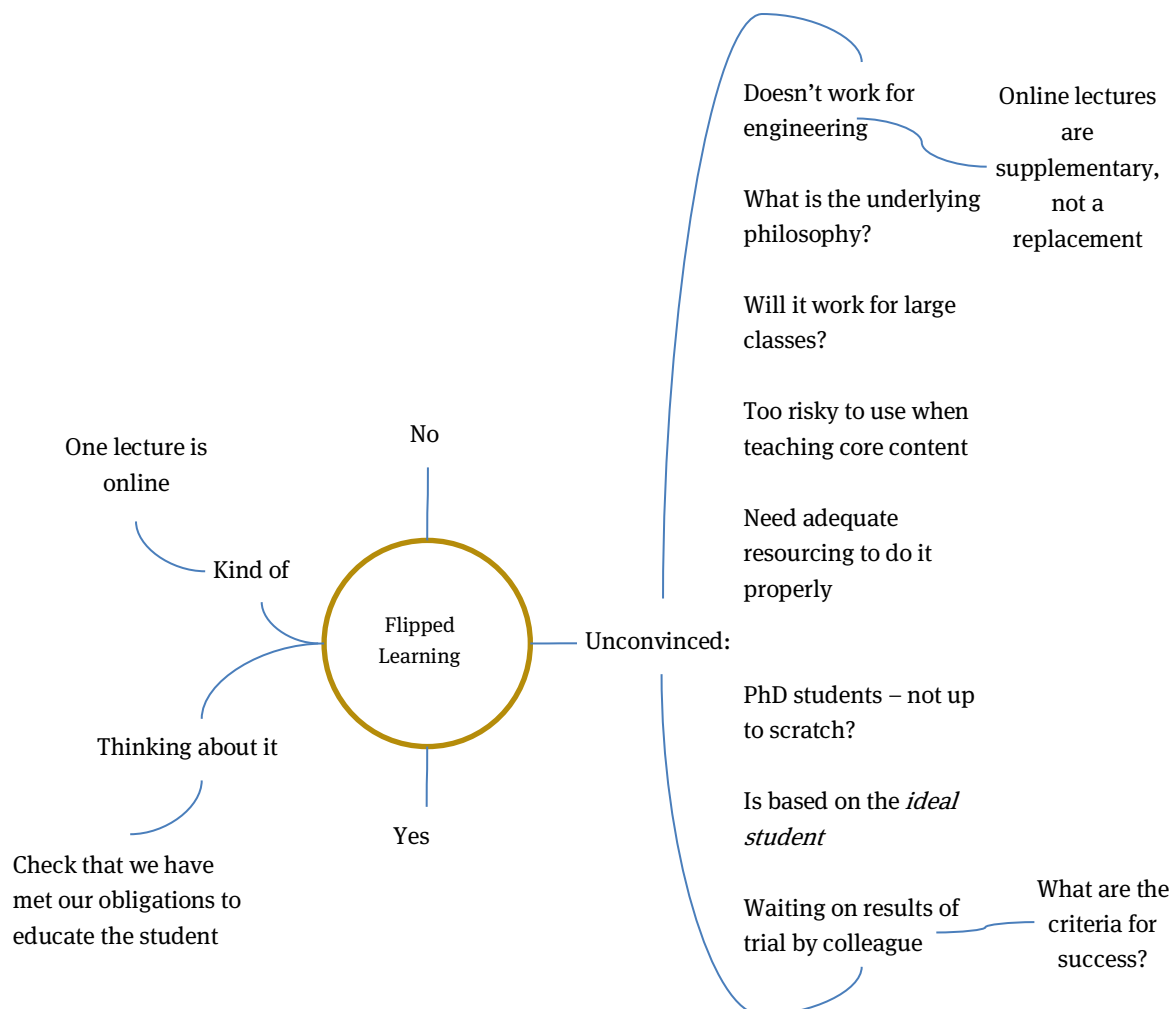 Doesn’t work for
engineering
Online lectures
are
supplementary,
not a
replacement
What is the underlying
philosophy?
Will it work for large
classes?
Too risky to use when
teaching core content
Need adequate
resourcing to do it
properly
No
One lecture is
online
Kind of
Flipped
Learning
Unconvinced:
Thinking about it
Yes
Check that we have
met our obligations to
educate the student
PhD students – not up
to scratch?
Is based on the ideal
student
Waiting on results of
trial by colleague
What are the
criteria for
success?